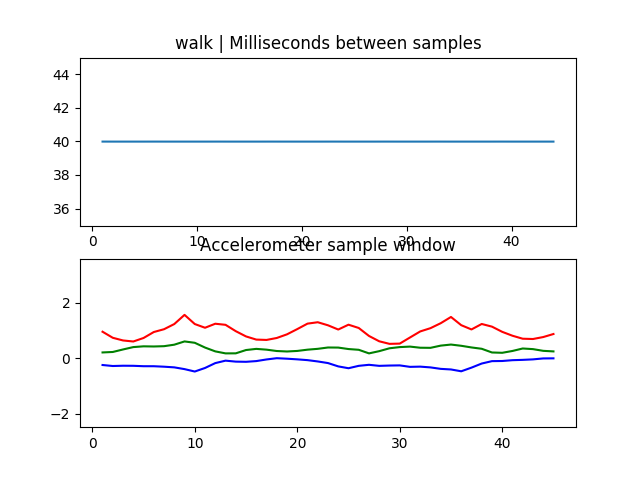 walk | Milliseconds between samples
44
42
40
38
36
0 10 20 30 40
Accelerometer sample window
2
0
−2
0 10 20 30 40